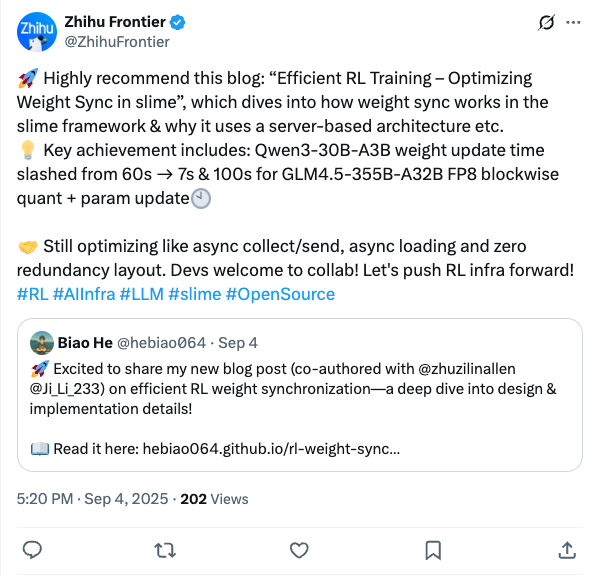 Zhihu
Zhihu Frontier
@ZhihuFrontier
🚀 Highly recommend this blog: “Efficient RL Training – Optimizing
Weight Sync in slime”, which dives into how weight sync works in the
slime framework & why it uses a server-based architecture etc.
💡 Key achievement includes: Qwen3-30B-A3B weight update time
slashed from 60s → 7s & 100s for GLM4.5-355B-A32B FP8 blockwise
quant + param update🕙
🤝 Still optimizing like async collect/send, async loading and zero
redundancy layout. Devs welcome to collab! Let's push RL infra forward!
#RL #AIInfra #LLM #slime #OpenSource
Biao He @hebiao064 · Sep 4
🚀 Excited to share my new blog post (co-authored with @zhuzilinallen
@Ji_Li_233) on efficient RL weight synchronization—a deep dive into design &
implementation details!
📖 Read it here: hebiao064.github.io/rl-weight-sync...
5:20 PM · Sep 4, 2025 · 202 Views